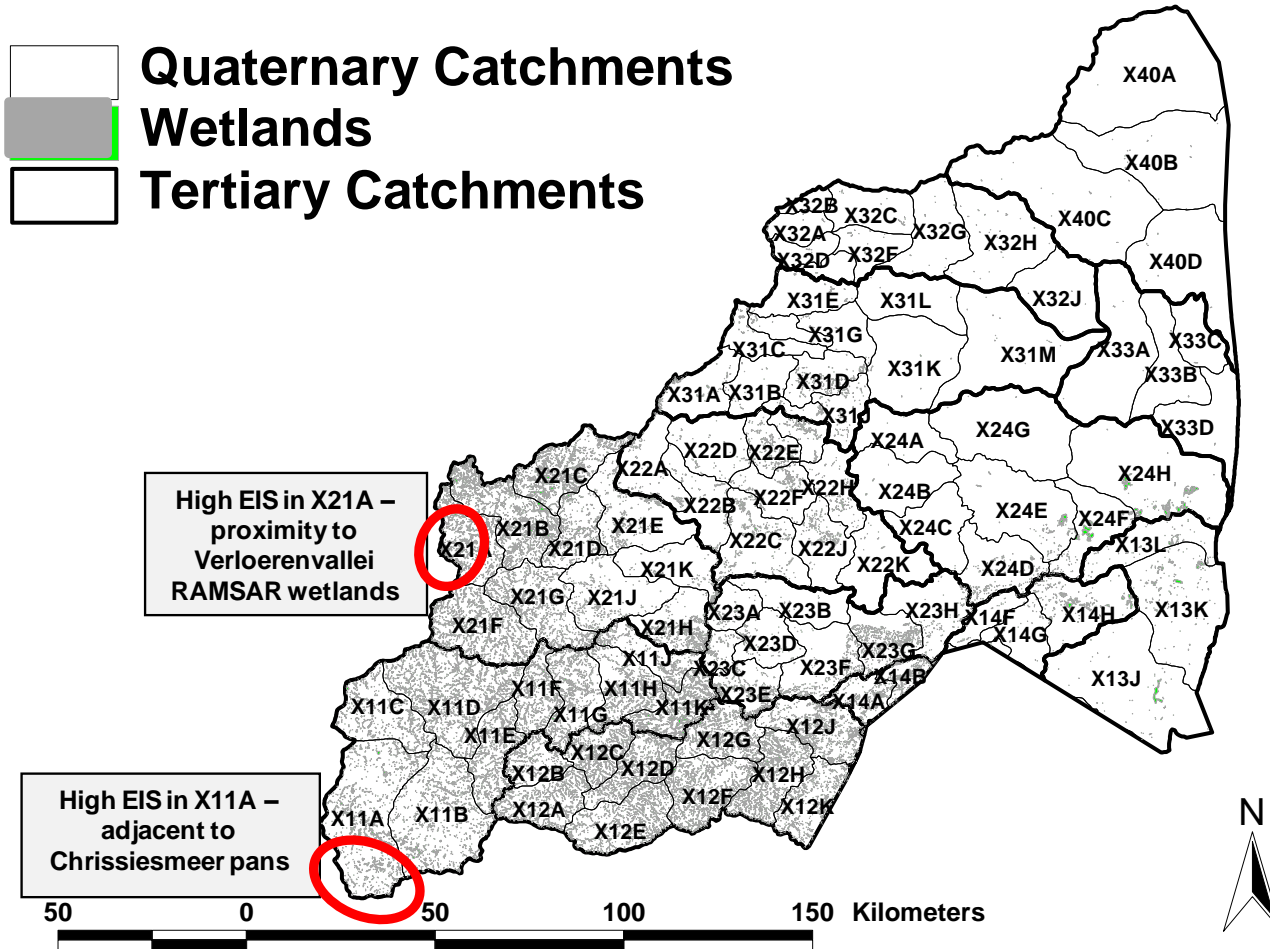 Quaternary Catchments
Wetlands
Tertiary Catchments
X40A
X40B
X40C
X40D
X32B
X32C
X32A
X32G
X32H
X32D
X32F
X32J
X31E
X31L
X31G
X31C
X31K
X31M
X31D
X31A
X31B
X31J
X33A
X33C
X33B
X33D
X24A
X24G
X24H
X24B
X24E
X24F
X24C
X24D
X22A
X22D
X22E
X22F
X22H
X22B
X22C
X22J
X22K
X21C
X21B
X21E
X21A
X21D
X21K
X21G
X21J
X21F
X21H
X13L
X13K
X13J
X14F
X14G
X14H
X23A
X23B
X23H
X23D
X23G
X23C
X23F
X23E
X14B
X14A
X11J
X11F
X11H
X11C
X11D
X11G
X11K
X11E
X12J
X12G
X12C
X12B
X12D
X12H
X12A
X12F
X12K
X12E
X11A
X11B
High EIS in X21A –
proximity to
Verloerenvallei
RAMSAR wetlands
High EIS in X11A –
adjacent to
Chrissiesmeer pans
N
50 0 50 100 150 Kilometers